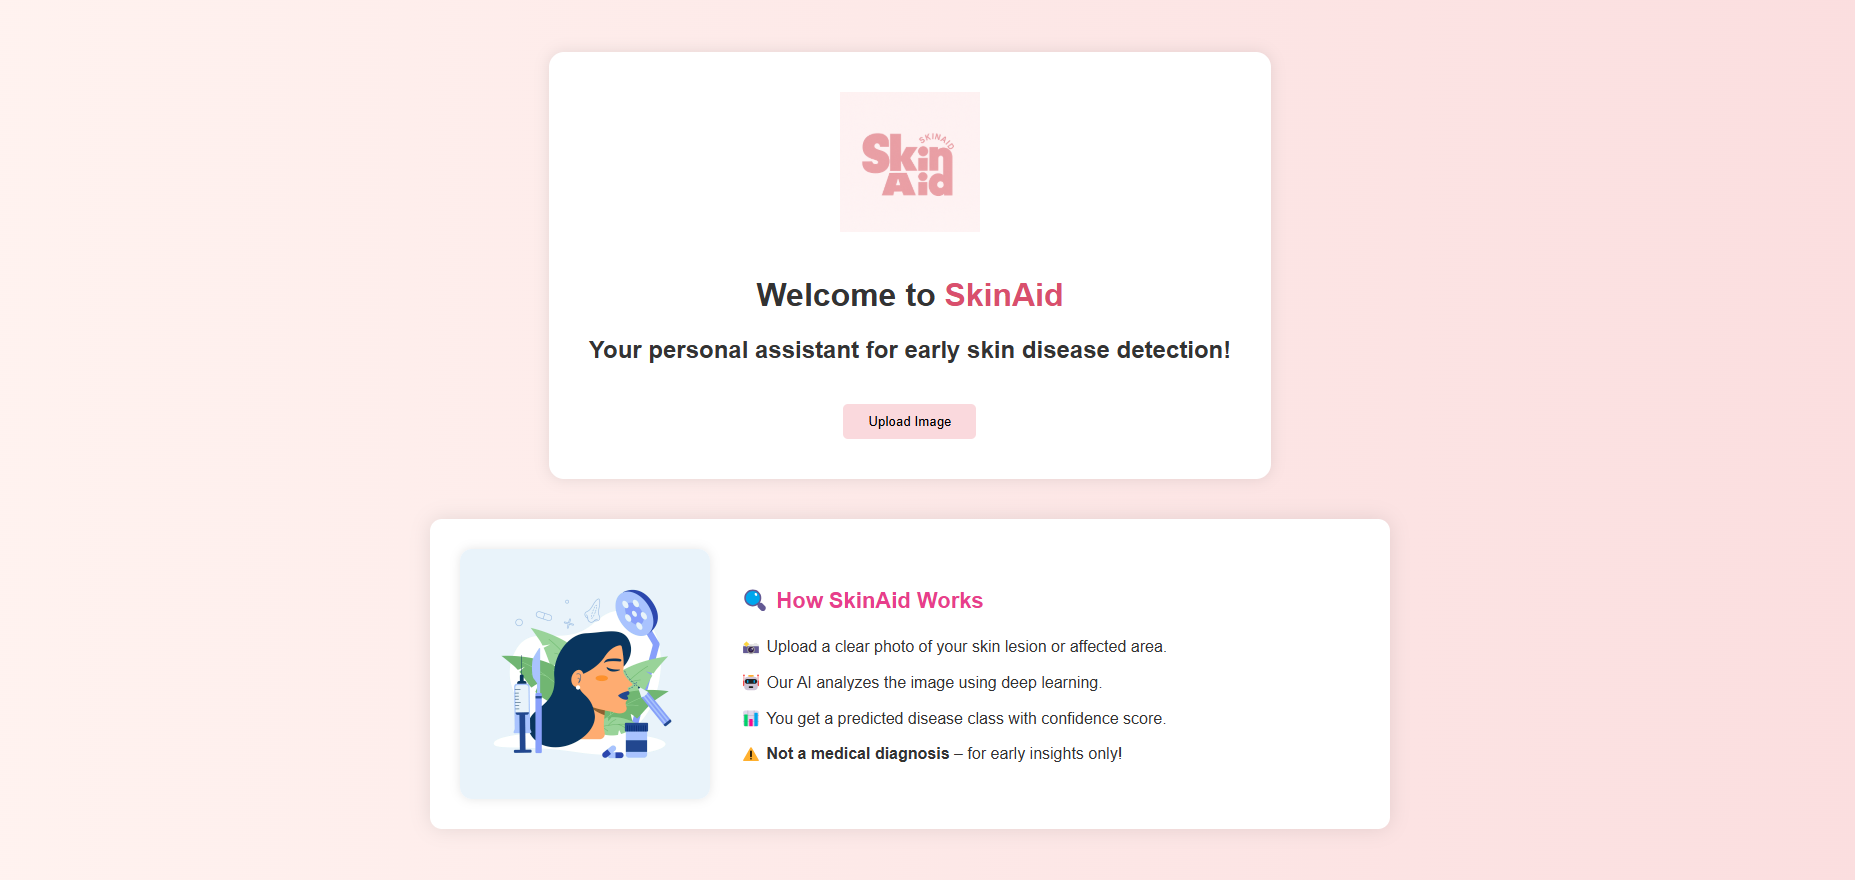 SKINAID
Skin
Aid
Welcome to SkinAid
Your personal assistant for early skin disease detection!
Upload Image
🔍 How SkinAid Works
📸 Upload a clear photo of your skin lesion or affected area.
🤖 Our AI analyzes the image using deep learning.
📊 You get a predicted disease class with confidence score.
⚠️ Not a medical diagnosis – for early insights only!